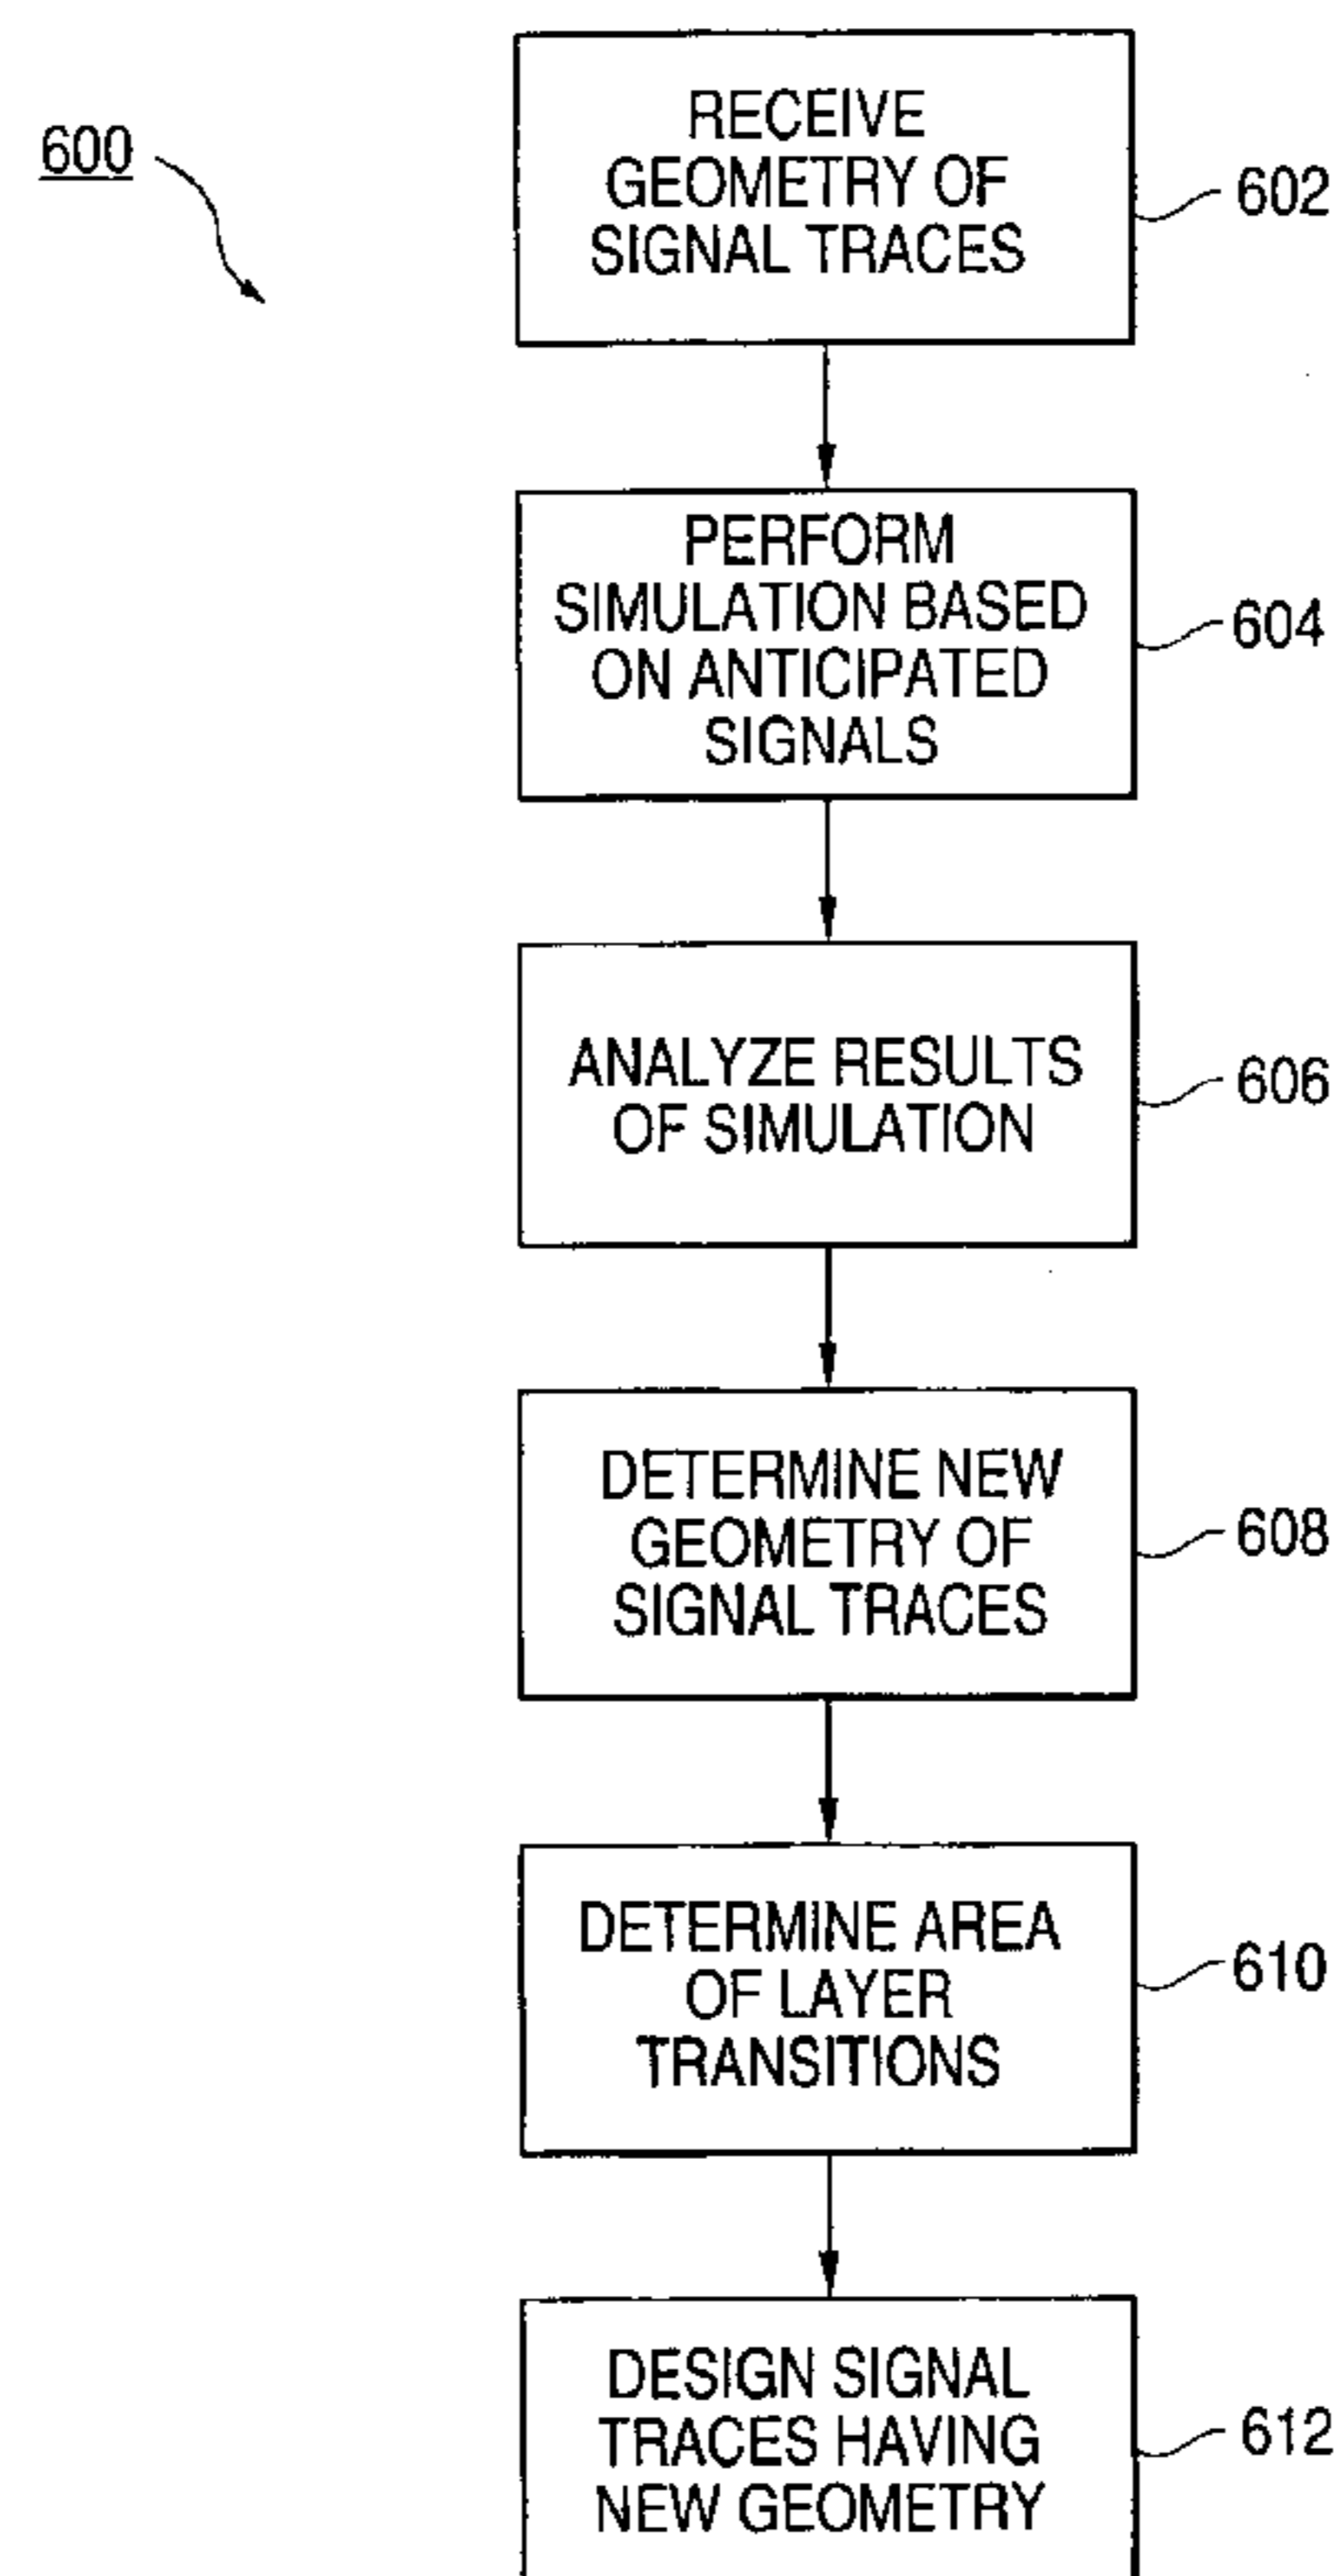 600
RECEIVE
GEOMETRY OF
SIGNAL TRACES
602
PERFORM
SIMULATION BASED
ON ANTICIPATED
SIGNALS
604
ANALYZE RESULTS
OF SIMULATION
606
DETERMINE NEW
GEOMETRY OF
SIGNAL TRACES
608
DETERMINE AREA
OF LAYER
TRANSITIONS
610
DESIGN SIGNAL
TRACES HAVING
NEW GEOMETRY
612